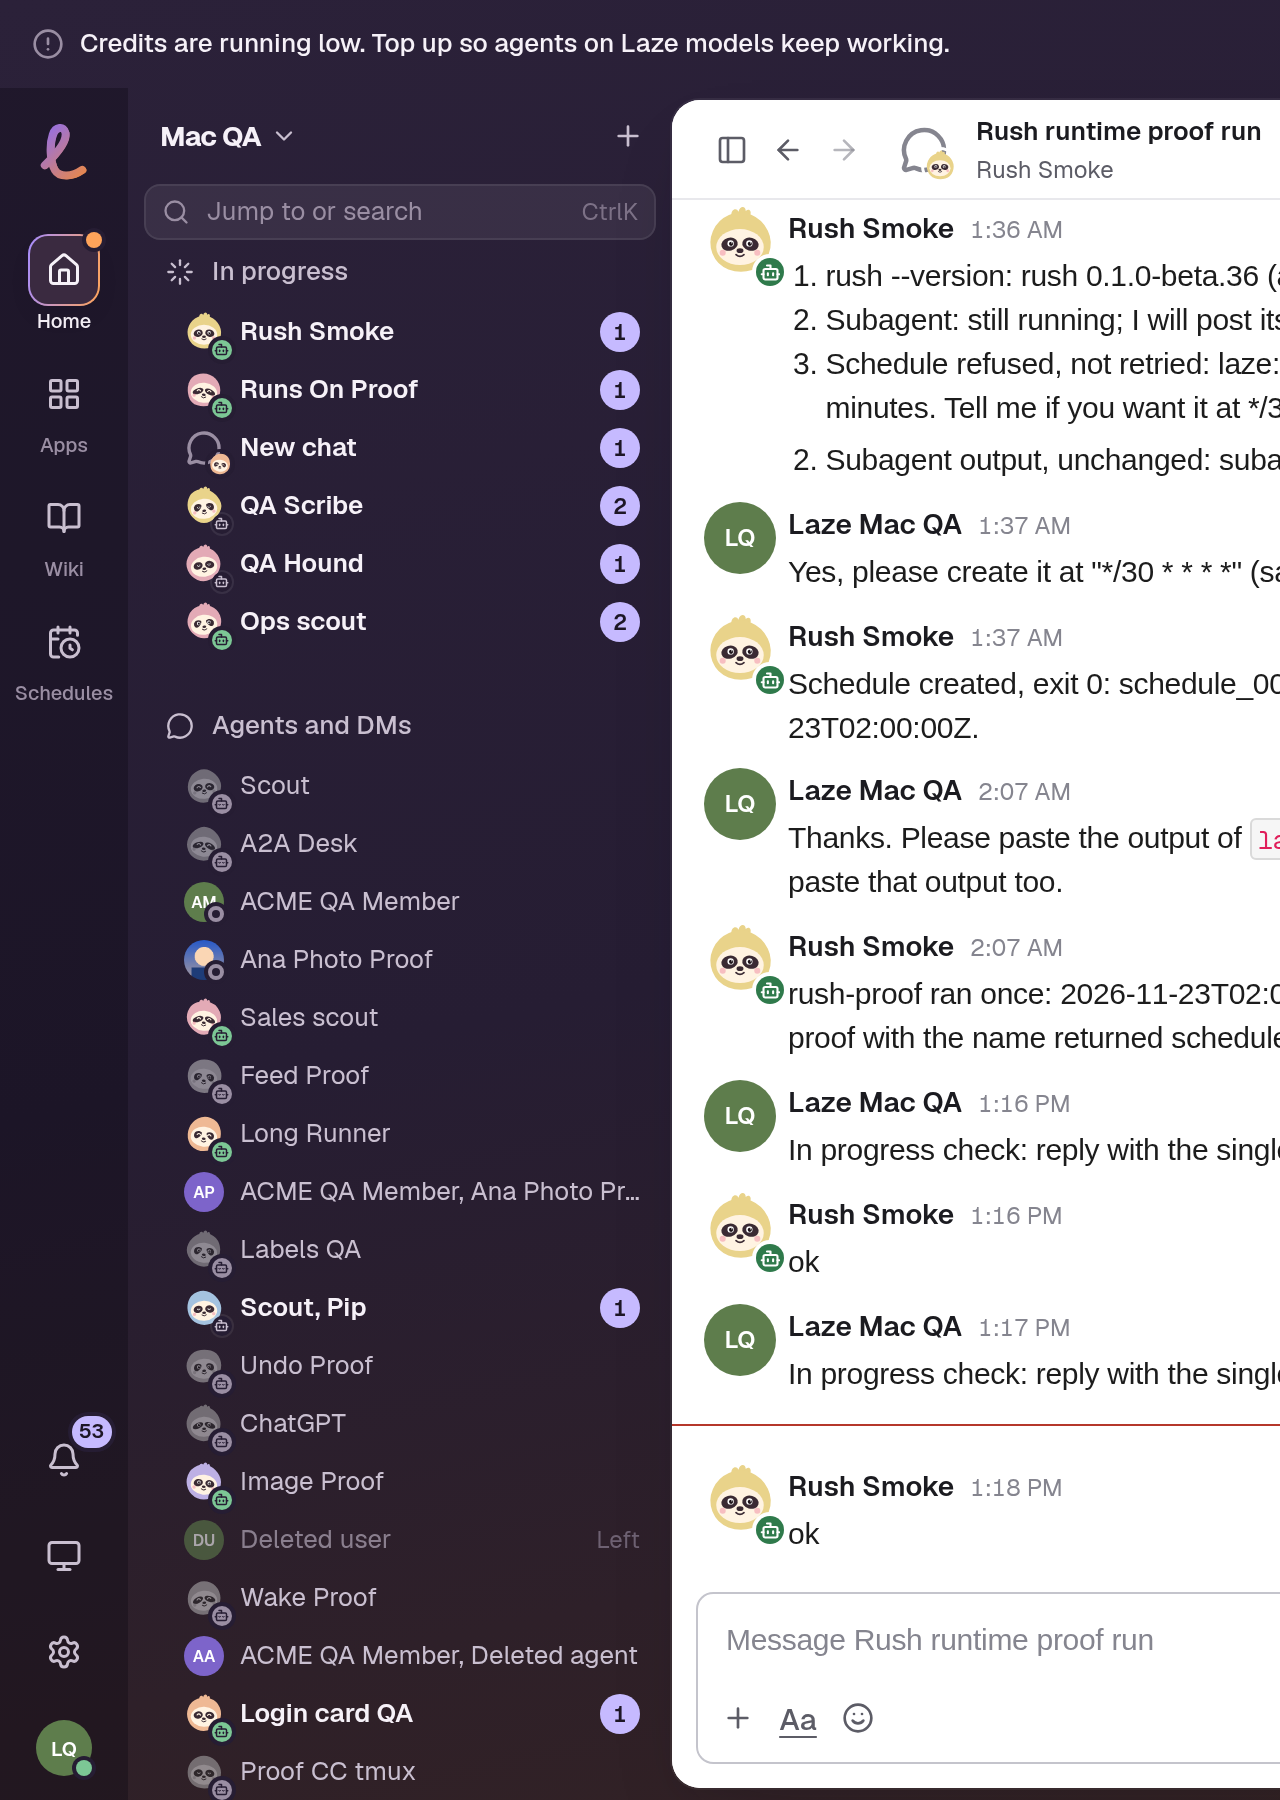 Credits are running low. Top up so agents on Laze models keep working.
Mac QA
Jump to or search
CtrlK
In progress
Rush Smoke
1
Runs On Proof
1
New chat
1
QA Scribe
2
QA Hound
1
Ops scout
2
Agents and DMs
Scout
A2A Desk
AM
ACME QA Member
Ana Photo Proof
Sales scout
Feed Proof
Long Runner
AP
ACME QA Member, Ana Photo Pr...
Labels QA
Scout, Pip
1
Undo Proof
ChatGPT
Image Proof
DU
Deleted user
Left
Wake Proof
AA
ACME QA Member, Deleted agent
Login card QA
1
Proof CC tmux
Home
Apps
Wiki
Schedules
53
LQ
Rush runtime proof run
Rush Smoke
Rush Smoke 1:36 AM
1. rush --version: rush 0.1.0-beta.36 (a
2. Subagent: still running; I will post its
3. Schedule refused, not retried: laze:
minutes. Tell me if you want it at */3
2. Subagent output, unchanged: suba
LQ
Laze Mac QA 1:37 AM
Yes, please create it at "*/30 * * * *" (sa
Rush Smoke 1:37 AM
Schedule created, exit 0: schedule_00
23T02:00:00Z.
LQ
Laze Mac QA 2:07 AM
Thanks. Please paste the output of la
paste that output too.
Rush Smoke 2:07 AM
rush-proof ran once: 2026-11-23T02:0
proof with the name returned schedule
LQ
Laze Mac QA 1:16 PM
In progress check: reply with the single
Rush Smoke 1:16 PM
ok
LQ
Laze Mac QA 1:17 PM
In progress check: reply with the single
Rush Smoke 1:18 PM
ok
Message Rush runtime proof run
Aa